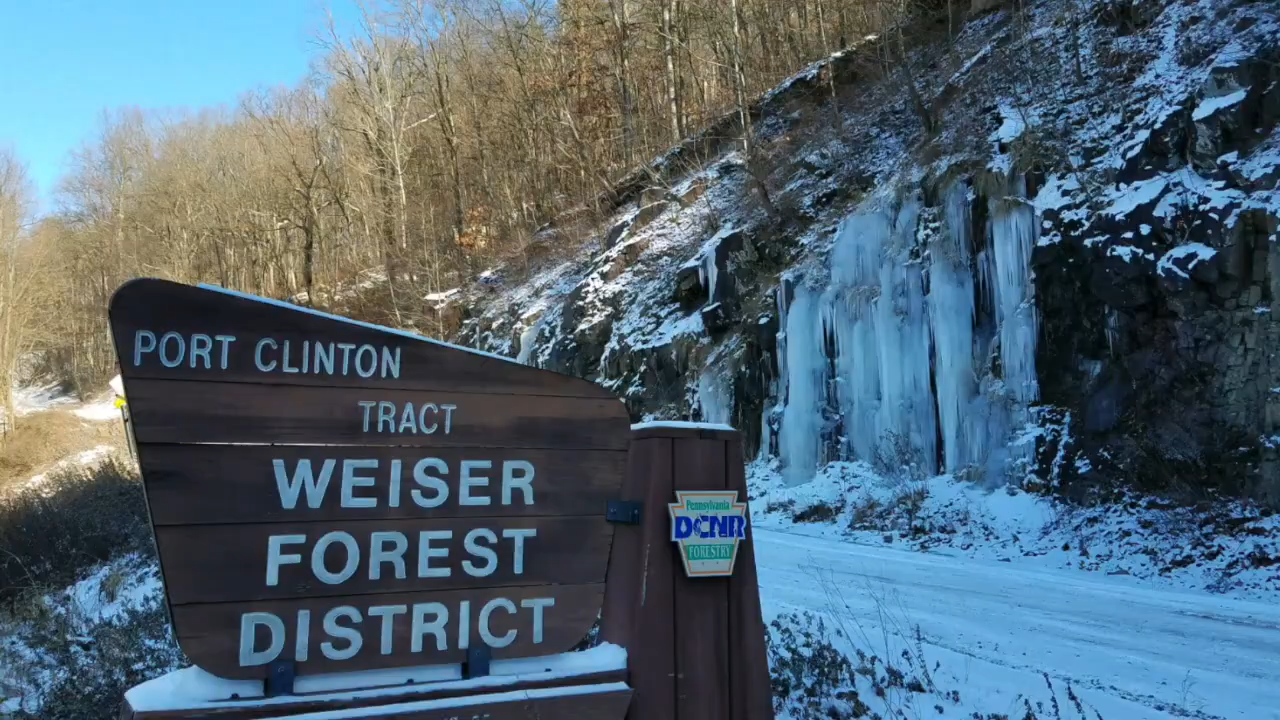 PORT CLINTON
TRACT
WEISER
FOREST
DISTRICT
Pennsylvania
DCNR
FORESTRY